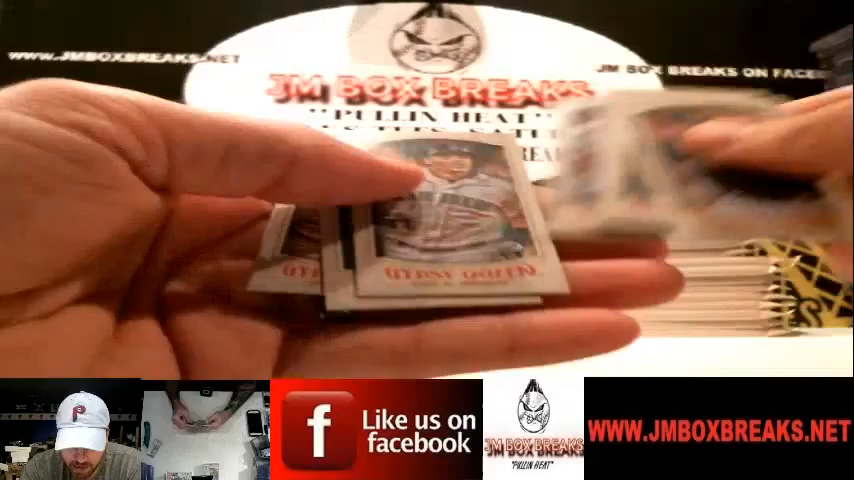 WWW.JMBOXBREAKS.NET
JM BOX BREAKS
JM BOX BREAKS ON FACE
"PULLIN HEAT"
GYPSY QUEEN
P
f
Like us on
facebook
JM BOX BREAKS
"PULLIN HEAT"
WWW.JMBOXBREAKS.NET